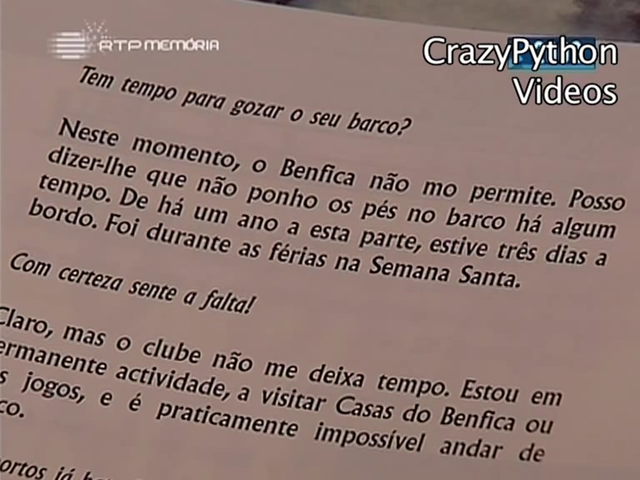 RTP MEMÓRIA
CrazyPython
Videos
Tem tempo para gozar o seu barco?
Neste momento, o Benfica não mo permite. Posso
dizer-lhe que não ponho os pés no barco há algum
tempo. De há um ano a esta parte, estive três dias a
bordo. Foi durante as férias na Semana Santa.
Com certeza sente a falta!
Claro, mas o clube não me deixa tempo. Estou em
ermanente actividade, a visitar Casas do Benfica ou
s jogos, e é praticamente impossível andar de
co.